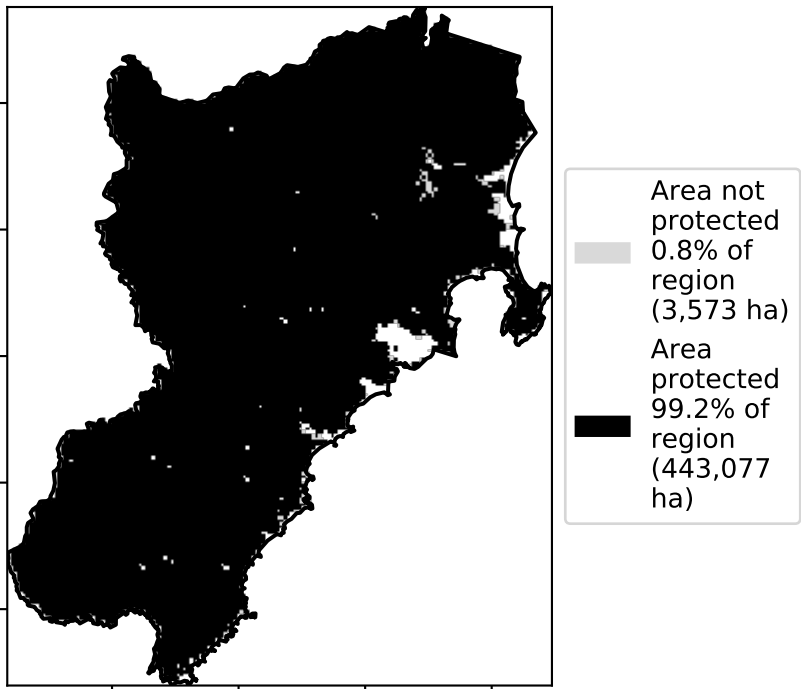 Area not
protected
0.8% of
region
(3,573 ha)
Area
protected
99.2% of
region
(443,077
ha)